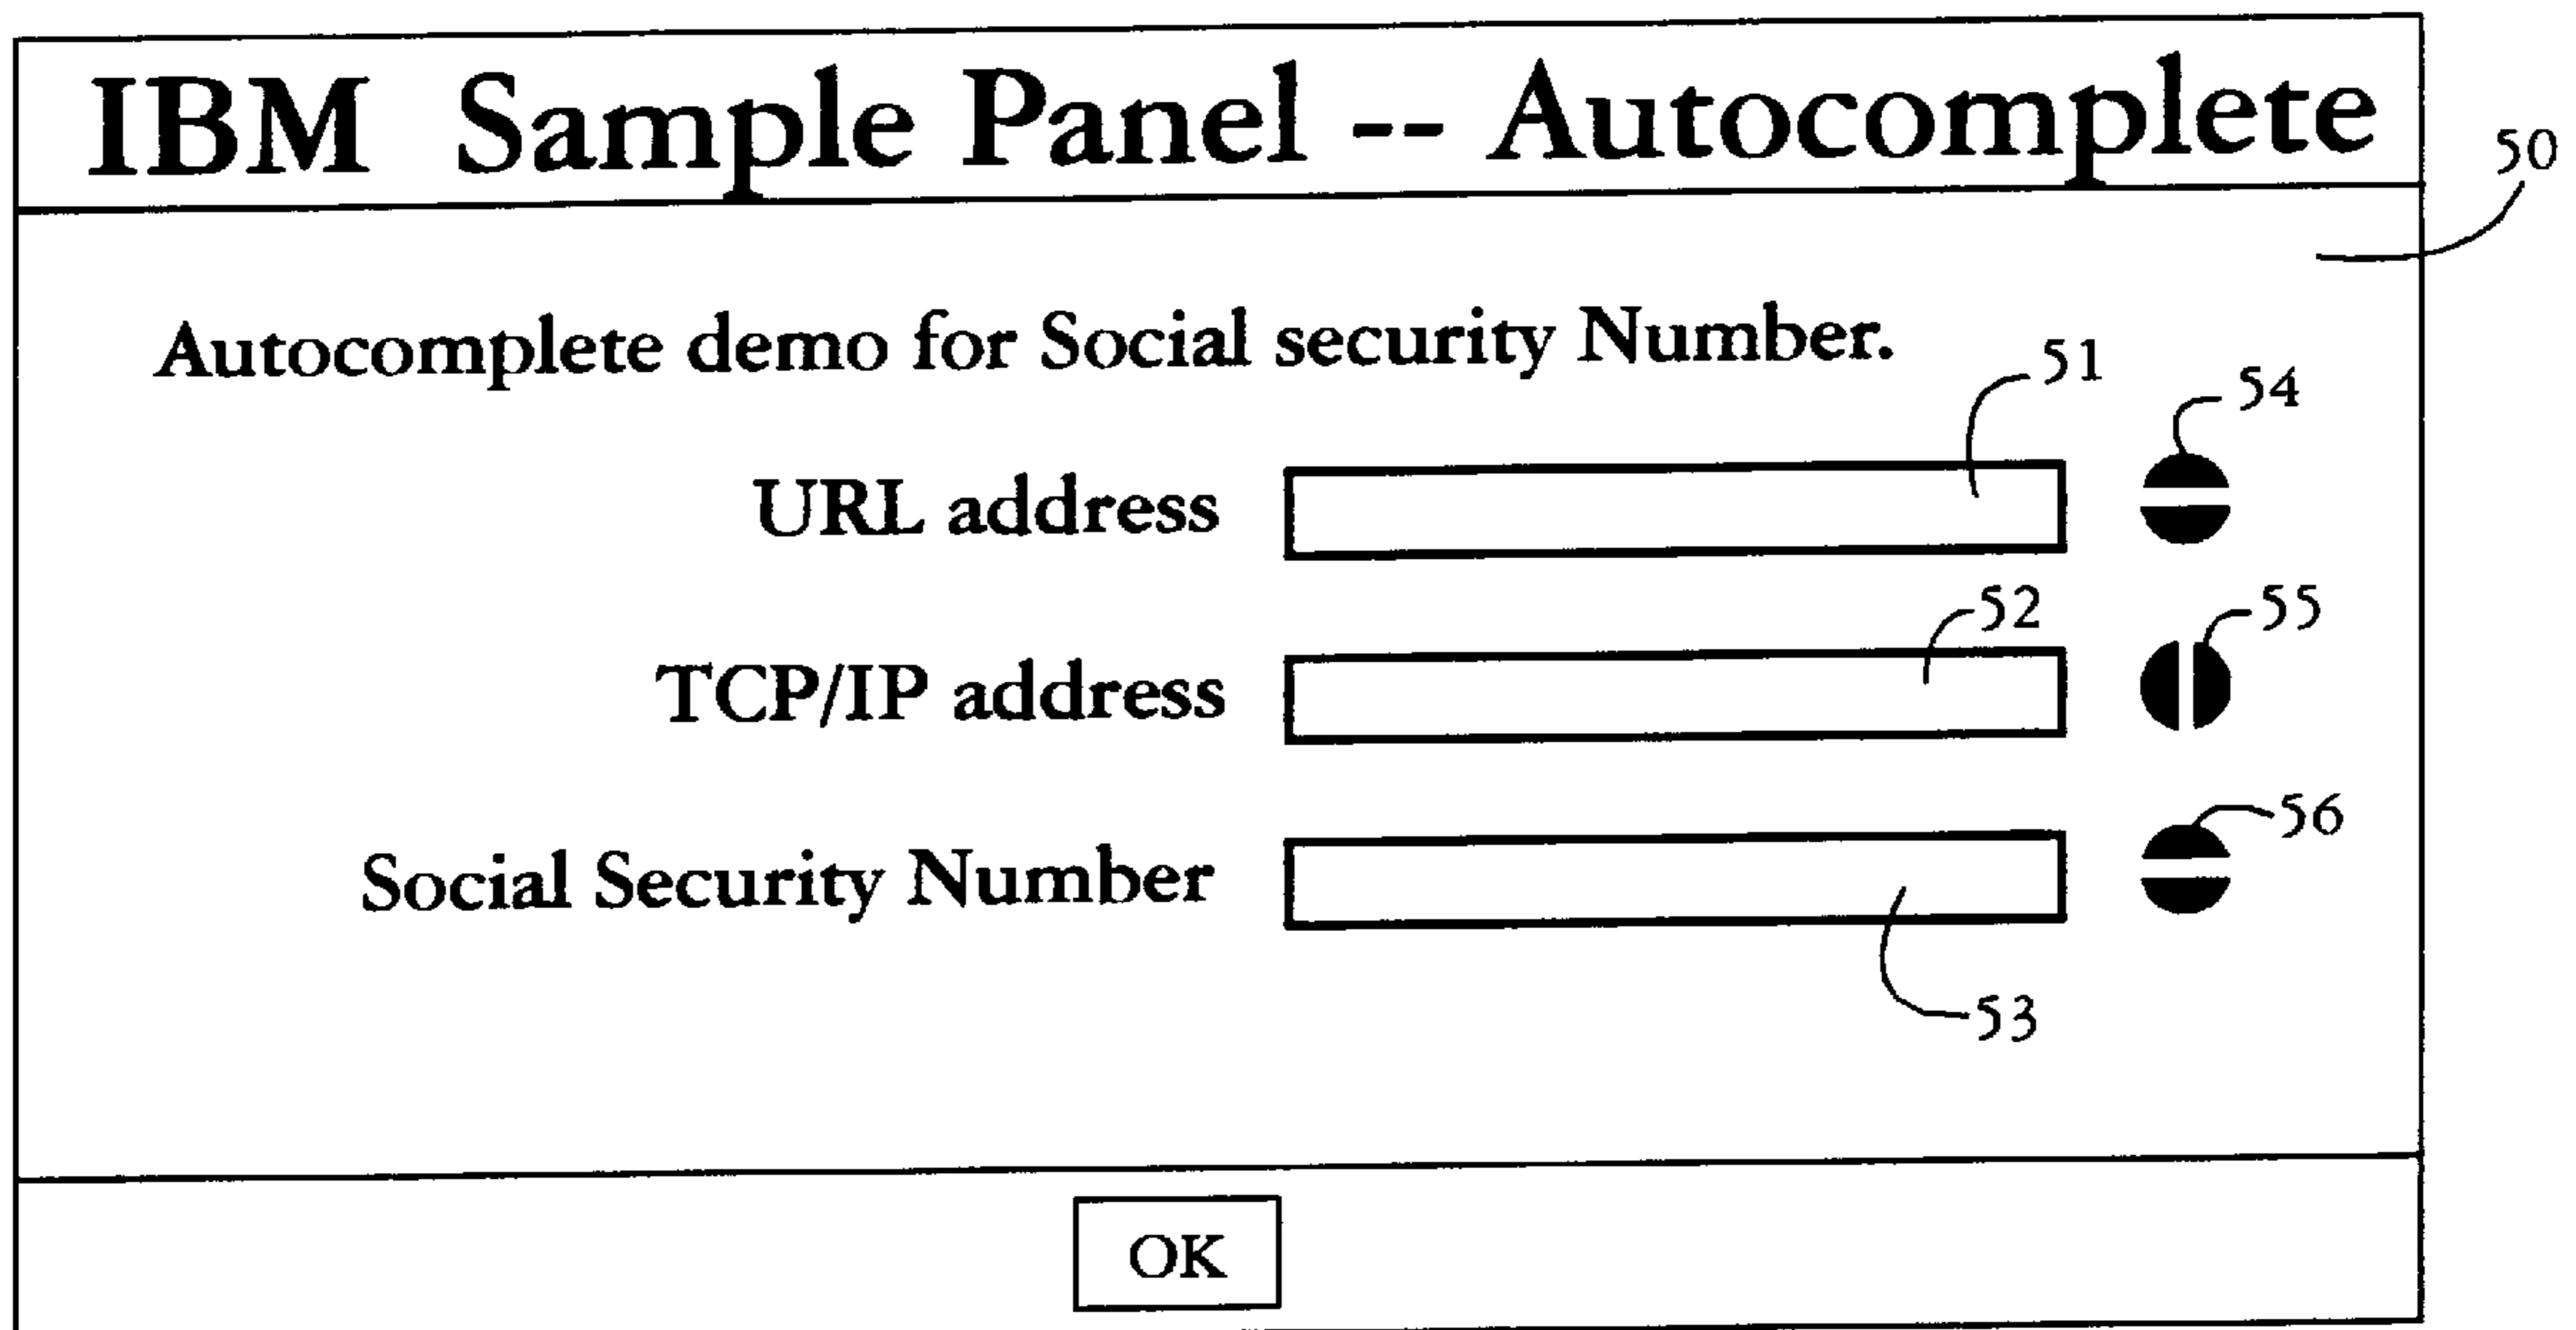 IBM Sample Panel -- Autocomplete
50
Autocomplete demo for Social security Number.
51
54
URL address
52
55
TCP/IP address
56
Social Security Number
53
OK